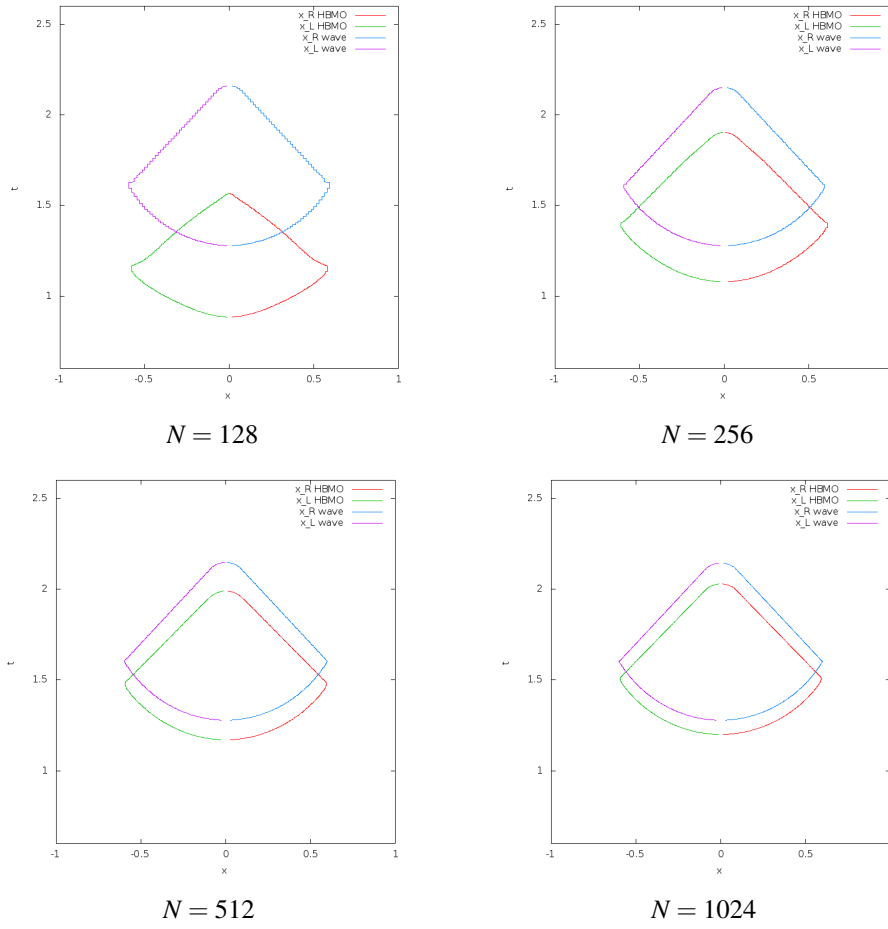 2.5
2
1.5
1
t
-1
-0.5
0
0.5
1
x
x_R HBMO
x_L HBMO
x_R wave
x_L wave
N = 128
2.5
2
1.5
1
t
-1
-0.5
0
0.5
x
x_R HBMO
x_L HBMO
x_R wave
x_L wave
N = 256
2.5
2
1.5
1
t
-1
-0.5
0
0.5
1
x
x_R HBMO
x_L HBMO
x_R wave
x_L wave
N = 512
2.5
2
1.5
1
t
-1
-0.5
0
0.5
x
x_R HBMO
x_L HBMO
x_R wave
x_L wave
N = 1024